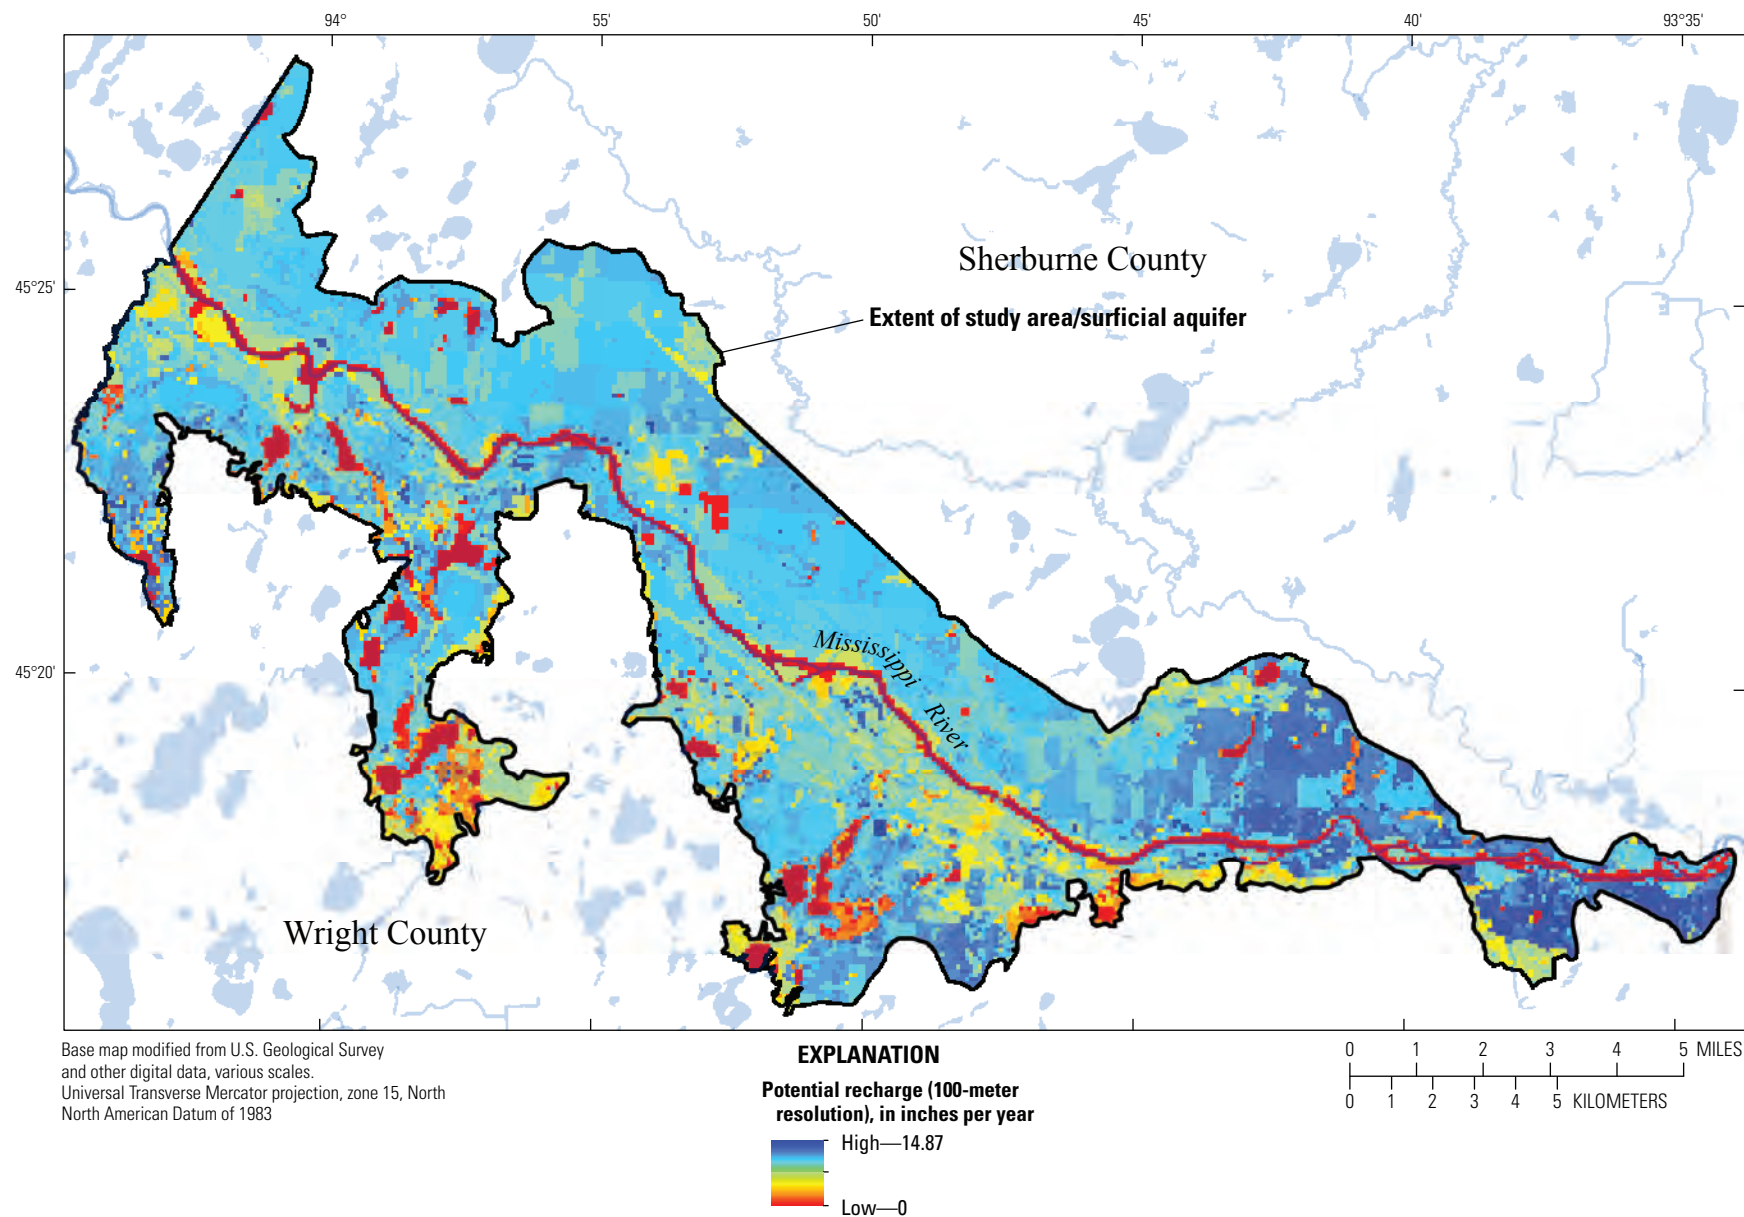 94°
55'
50'
45'
40'
93°35'
45°25'
45°20'
Sherburne County
Extent of study area/surficial aquifer
Mississippi
River
Wright County
Base map modified from U.S. Geological Survey
and other digital data, various scales.
Universal Transverse Mercator projection, zone 15, North
North American Datum of 1983
EXPLANATION
Potential recharge (100-meter
resolution), in inches per year
High—14.87
Low—0
0 1 2 3 4 5 MILES
0 1 2 3 4 5 KILOMETERS